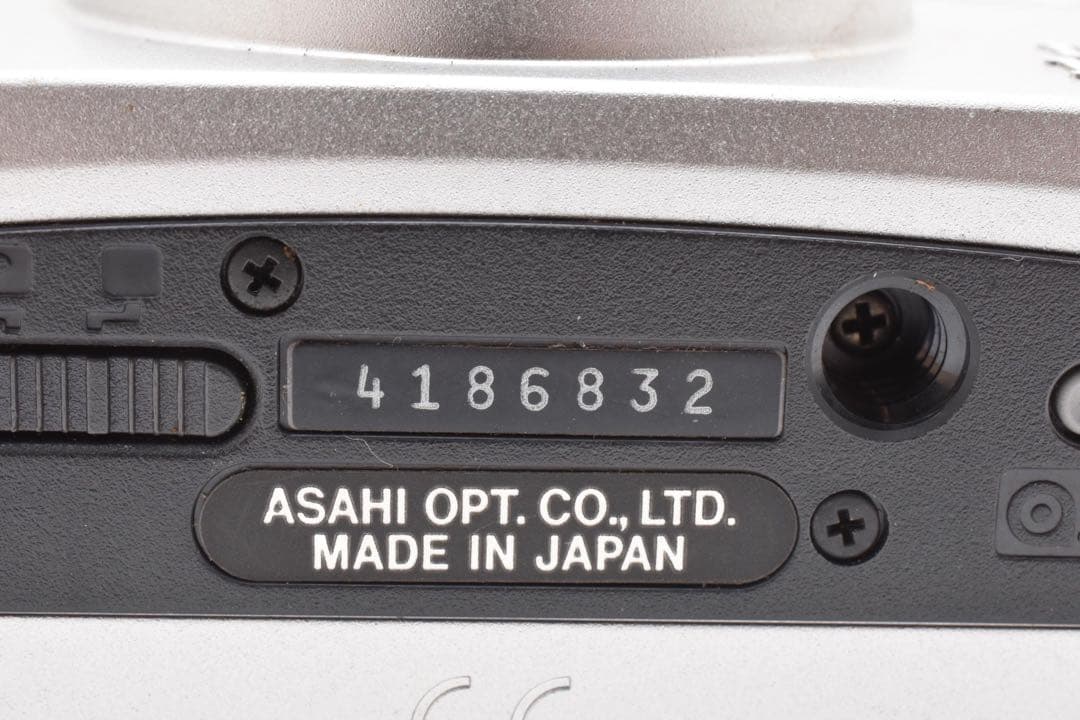 4186832
ASAHI OPT. CO., LTD.
MADE IN JAPAN